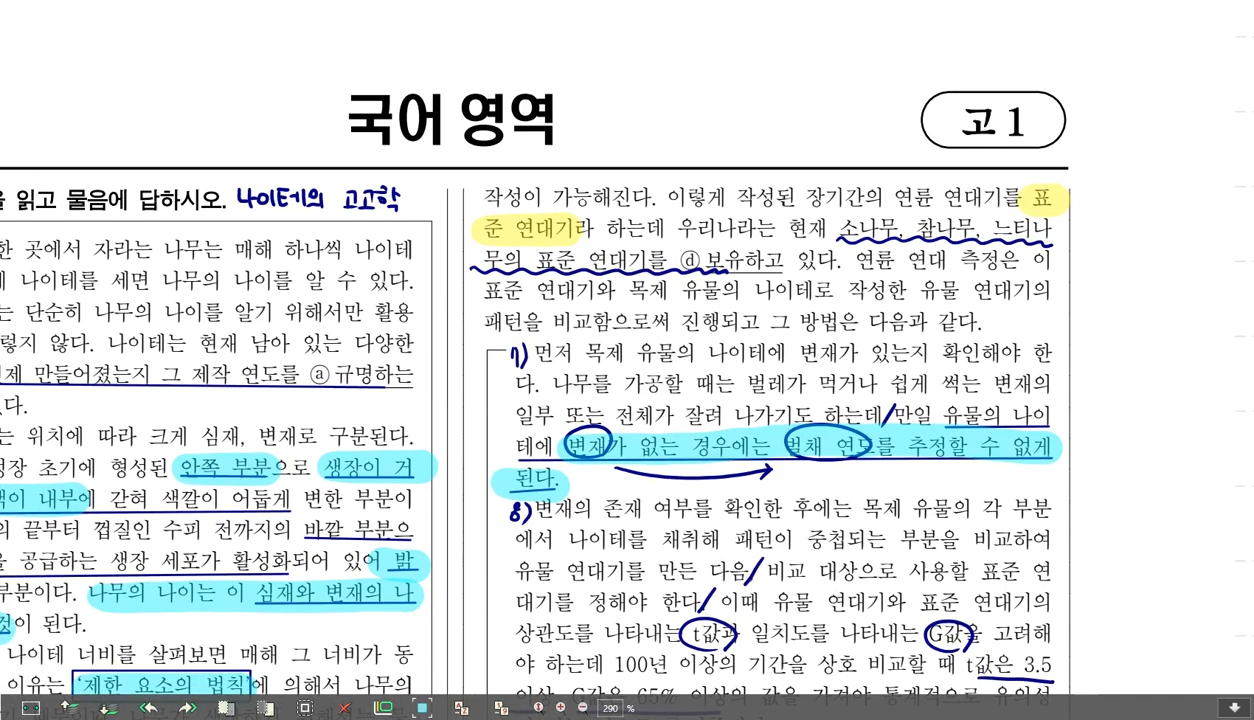 국어 영역
고 1
을 읽고 물음에 답하시오. 나이테의 고고학
한 곳에서 자라는 나무는 매해 하나씩 나이테
나이테를 세면 나무의 나이를 알 수 있다.
는 단순히 나무의 나이를 알기 위해서만 활용
렇지 않다. 나이테는 현재 남아 있는 다양한
제 만들어졌는지 그 제작 연도를 ⓐ규명하는
다.
는 위치에 따라 크게 심재, 변재로 구분된다.
성장 초기에 형성된 안쪽 부분으로 생장이 거
색이 내부에 갇혀 색깔이 어둡게 변한 부분이
의 끝부터 껍질인 수피 전까지의 바깥 부분으
을 공급하는 생장 세포가 활성화되어 있어 밝
부분이다. 나무의 나이는 이 심재와 변재의 나
것이 된다.
나이테 너비를 살펴보면 매해 그 너비가 동
이유는 '제한 요소의 법칙'에 의해서 나무의
작성이 가능해진다. 이렇게 작성된 장기간의 연륜 연대기를 표
준 연대기라 하는데 우리나라는 현재 소나무, 참나무, 느티나
무의 표준 연대기를 ⓓ보유하고 있다. 연륜 연대 측정은 이
표준 연대기와 목제 유물의 나이테로 작성한 유물 연대기의
패턴을 비교함으로써 진행되고 그 방법은 다음과 같다.
ㄱ) 먼저 목제 유물의 나이테에 변재가 있는지 확인해야 한
다. 나무를 가공할 때는 벌레가 먹거나 쉽게 썩는 변재의
일부 또는 전체가 잘려 나가기도 하는데/만일 유물의 나이
테에 변재가 없는 경우에는 벌채 연도를 추정할 수 없게
된다.
8) 변재의 존재 여부를 확인한 후에는 목제 유물의 각 부분
에서 나이테를 채취해 패턴이 중첩되는 부분을 비교하여
유물 연대기를 만든 다음/비교 대상으로 사용할 표준 연
대기를 정해야 한다/이때 유물 연대기와 표준 연대기의
상관도를 나타내는 t값과 일치도를 나타내는 G값을 고려해
야 하는데 100년 이상의 기간을 상호 비교할 때 t값은 3.5
이상, G값은 65% 이상의 값을 가져야 통계적으로 유의성
290 %